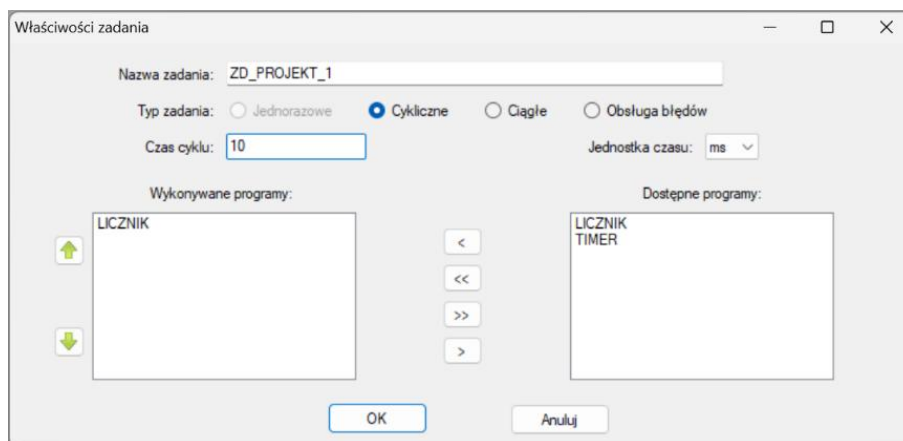 Właściwości zadania
Nazwa zadania: ZD_PROJEKT_1
Typ zadania: Jednorazowe Cykliczne Ciągłe Obsługa błędów
Czas cyklu: 10 Jednostka czasu: ms
Wykonywane programy: Dostępne programy:
LICZNIK LICZNIK
TIMER
<
<<
>>
>
OK Anuluj